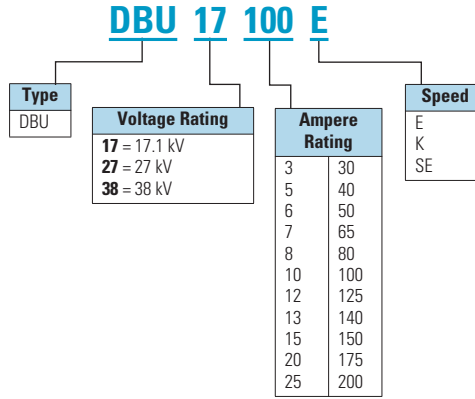 DBU 17 100 E
Type
DBU
Voltage Rating
17 = 17.1 kV
27 = 27 kV
38 = 38 kV
Ampere
Rating
3 30
5 40
6 50
7 65
8 80
10 100
12 125
13 140
15 150
20 175
25 200
Speed
E
K
SE